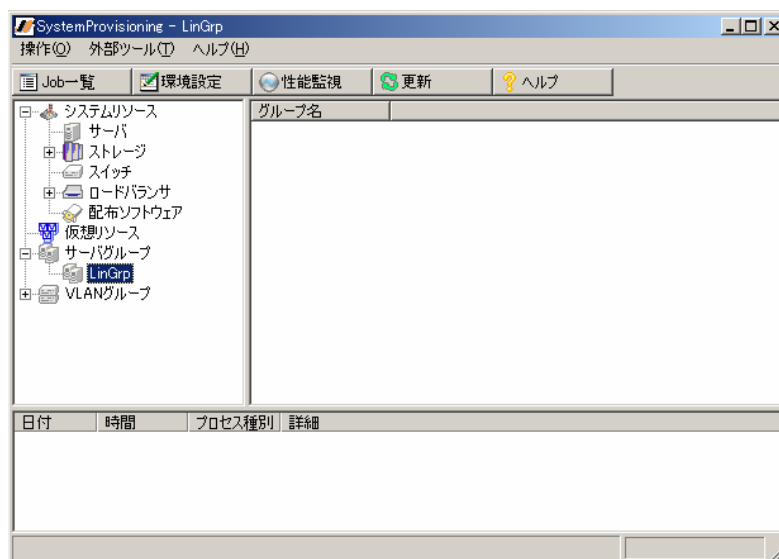 SystemProvisioning - LinGrp
操作(O) 外部ツール(T) ヘルプ(H)
Job一覧 環境設定 性能監視 更新 ヘルプ
システムリソース
サーバ
ストレージ
スイッチ
ロードバランサ
配布ソフトウェア
仮想リソース
サーバグループ
LinGrp
VLANグループ
グループ名
日付 時間 プロセス種別 詳細